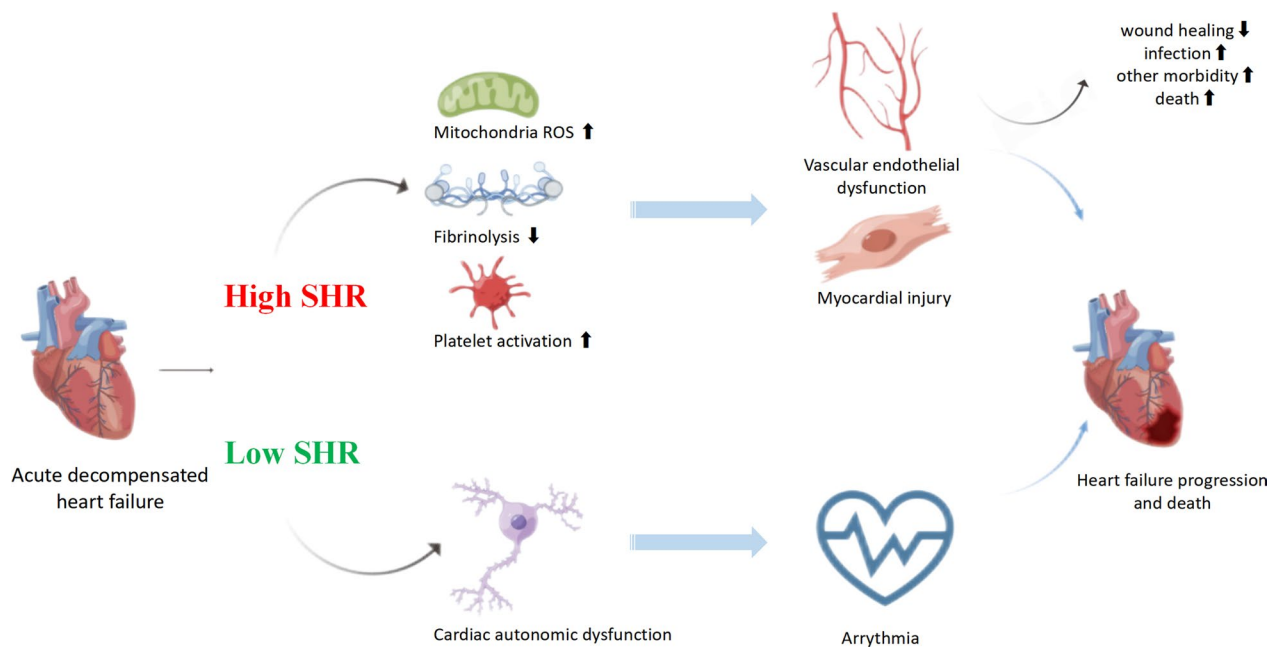 Acute decompensated
heart failure
High SHR
Low SHR
Mitochondria ROS ⬆
Fibrinolysis ⬇
Platelet activation ⬆
Cardiac autonomic dysfunction
Vascular endothelial
dysfunction
Myocardial injury
Arrythmia
wound healing ⬇
infection ⬆
other morbidity ⬆
death ⬆
Heart failure progression
and death